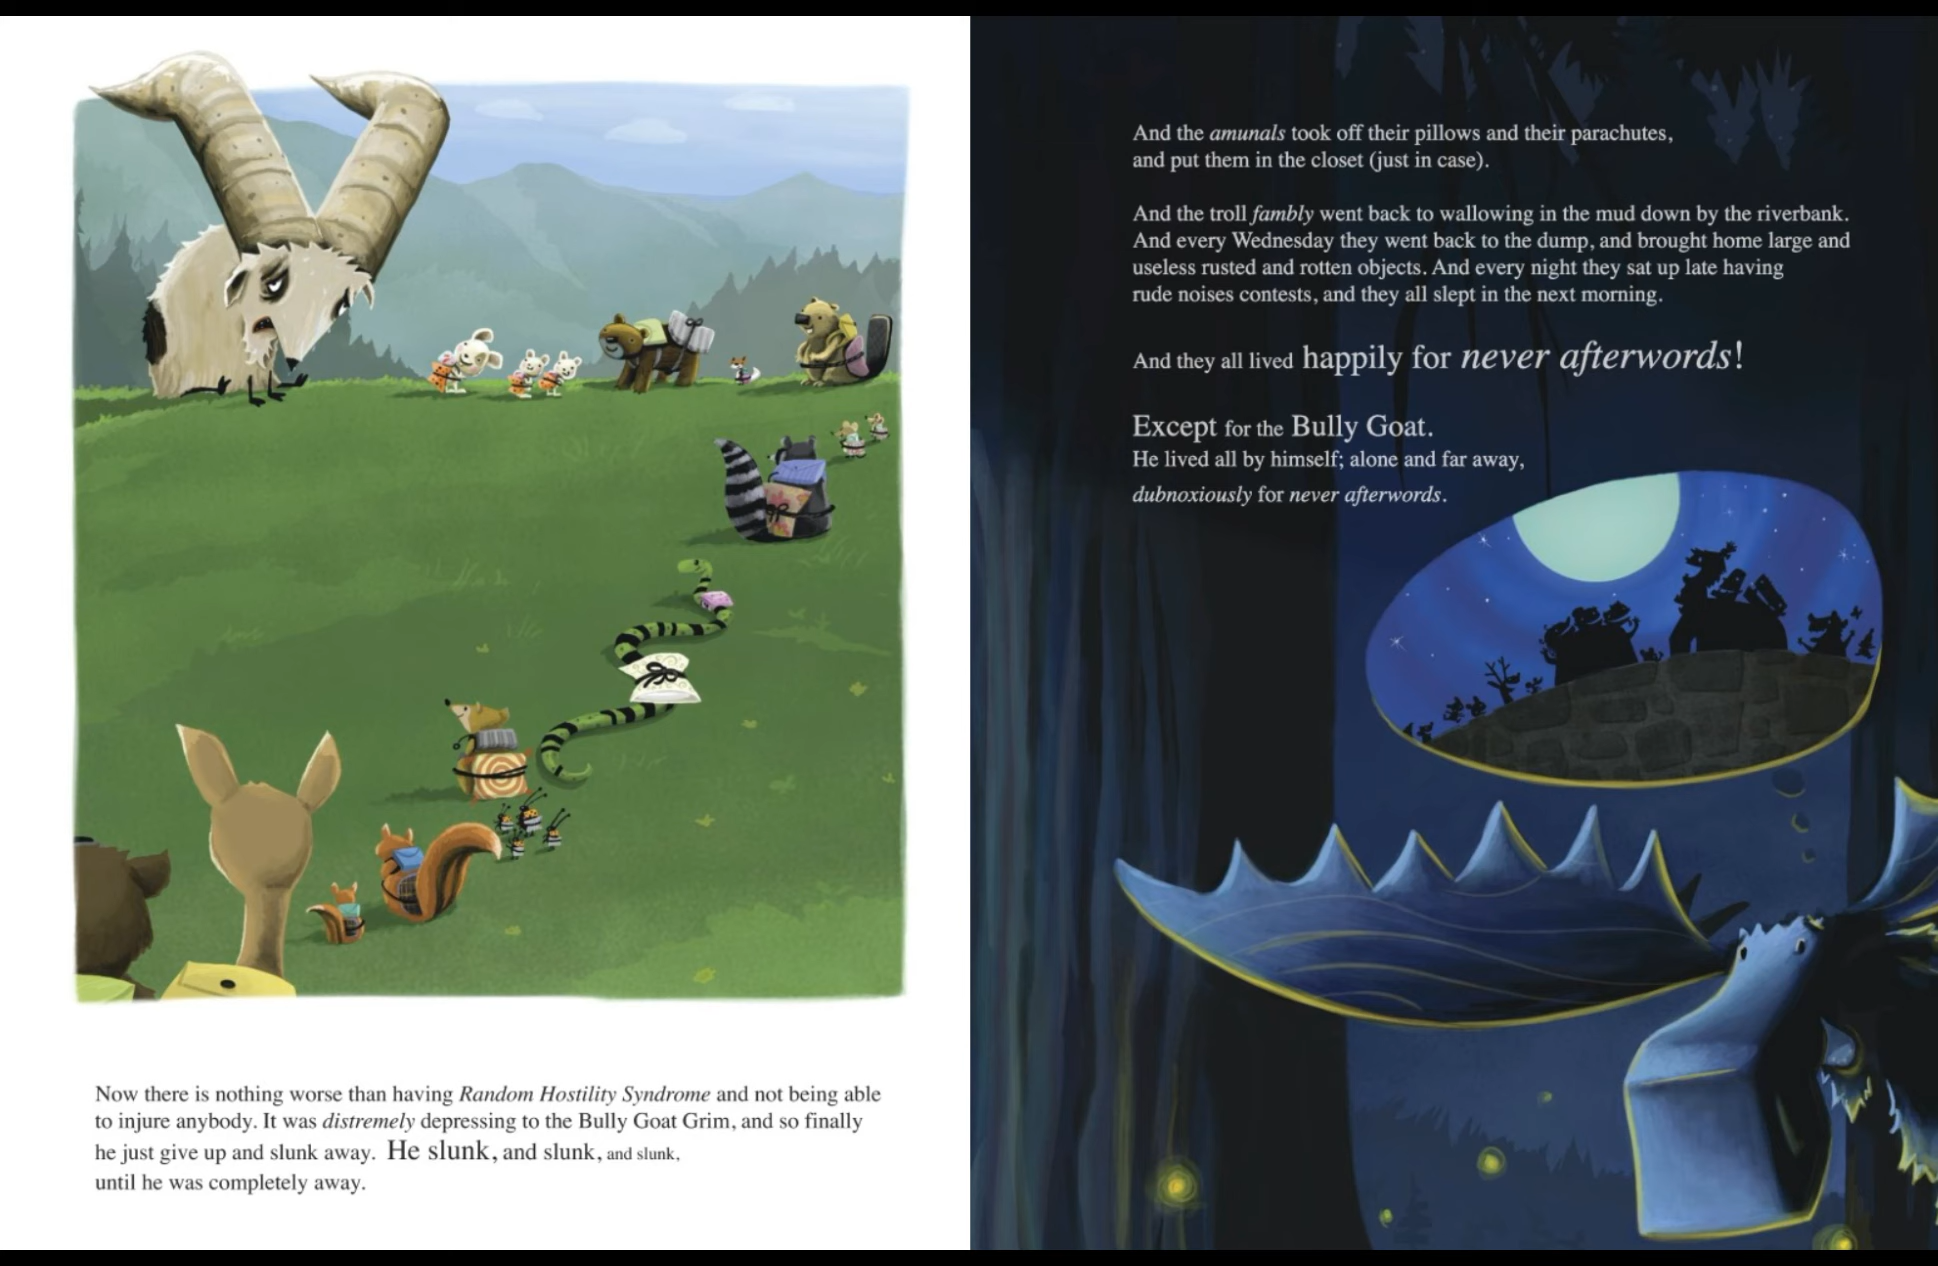 Now there is nothing worse than having Random Hostility Syndrome and not being able
to injure anybody. It was distremely depressing to the Bully Goat Grim, and so finally
he just give up and slunk away. He slunk, and slunk, and slunk,
until he was completely away.
And the amunals took off their pillows and their parachutes,
and put them in the closet (just in case).
And the troll fambly went back to wallowing in the mud down by the riverbank.
And every Wednesday they went back to the dump, and brought home large and
useless rusted and rotten objects. And every night they sat up late having
rude noises contests, and they all slept in the next morning.
And they all lived happily for never afterwords!
Except for the Bully Goat.
He lived all by himself; alone and far away,
dubnoxiously for never afterwords.